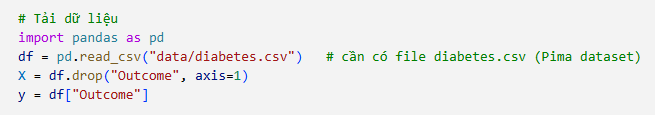 # Tải dữ liệu
import pandas as pd
df = pd.read_csv("data/diabetes.csv")   # cần có file diabetes.csv (Pima dataset)
X = df.drop("Outcome", axis=1)
y = df["Outcome"]